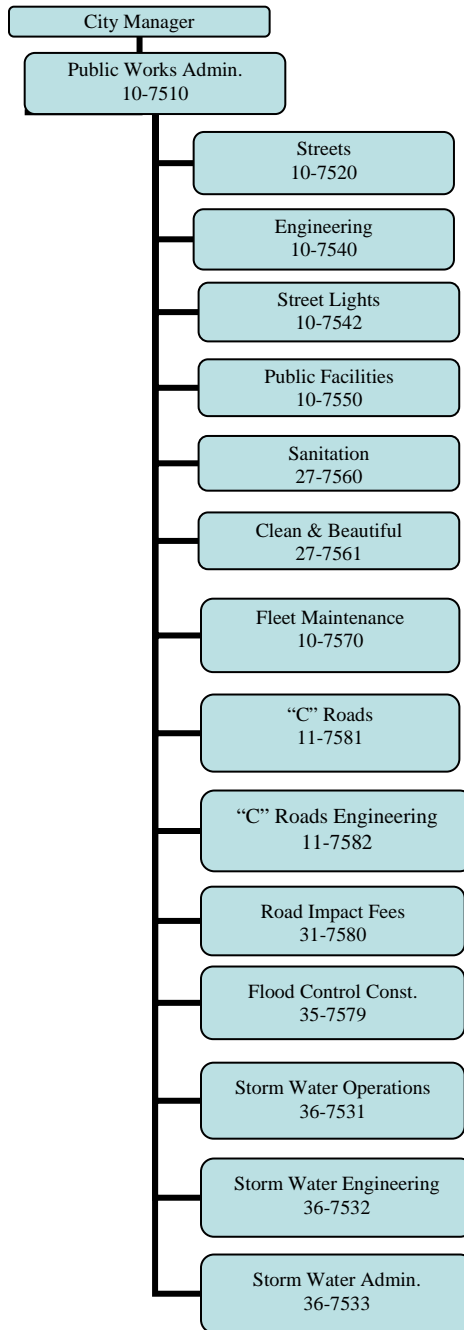 City Manager
Public Works Admin.
10-7510
Streets
10-7520
Engineering
10-7540
Street Lights
10-7542
Public Facilities
10-7550
Sanitation
27-7560
Clean & Beautiful
27-7561
Fleet Maintenance
10-7570
“C” Roads
11-7581
“C” Roads Engineering
11-7582
Road Impact Fees
31-7580
Flood Control Const.
35-7579
Storm Water Operations
36-7531
Storm Water Engineering
36-7532
Storm Water Admin.
36-7533